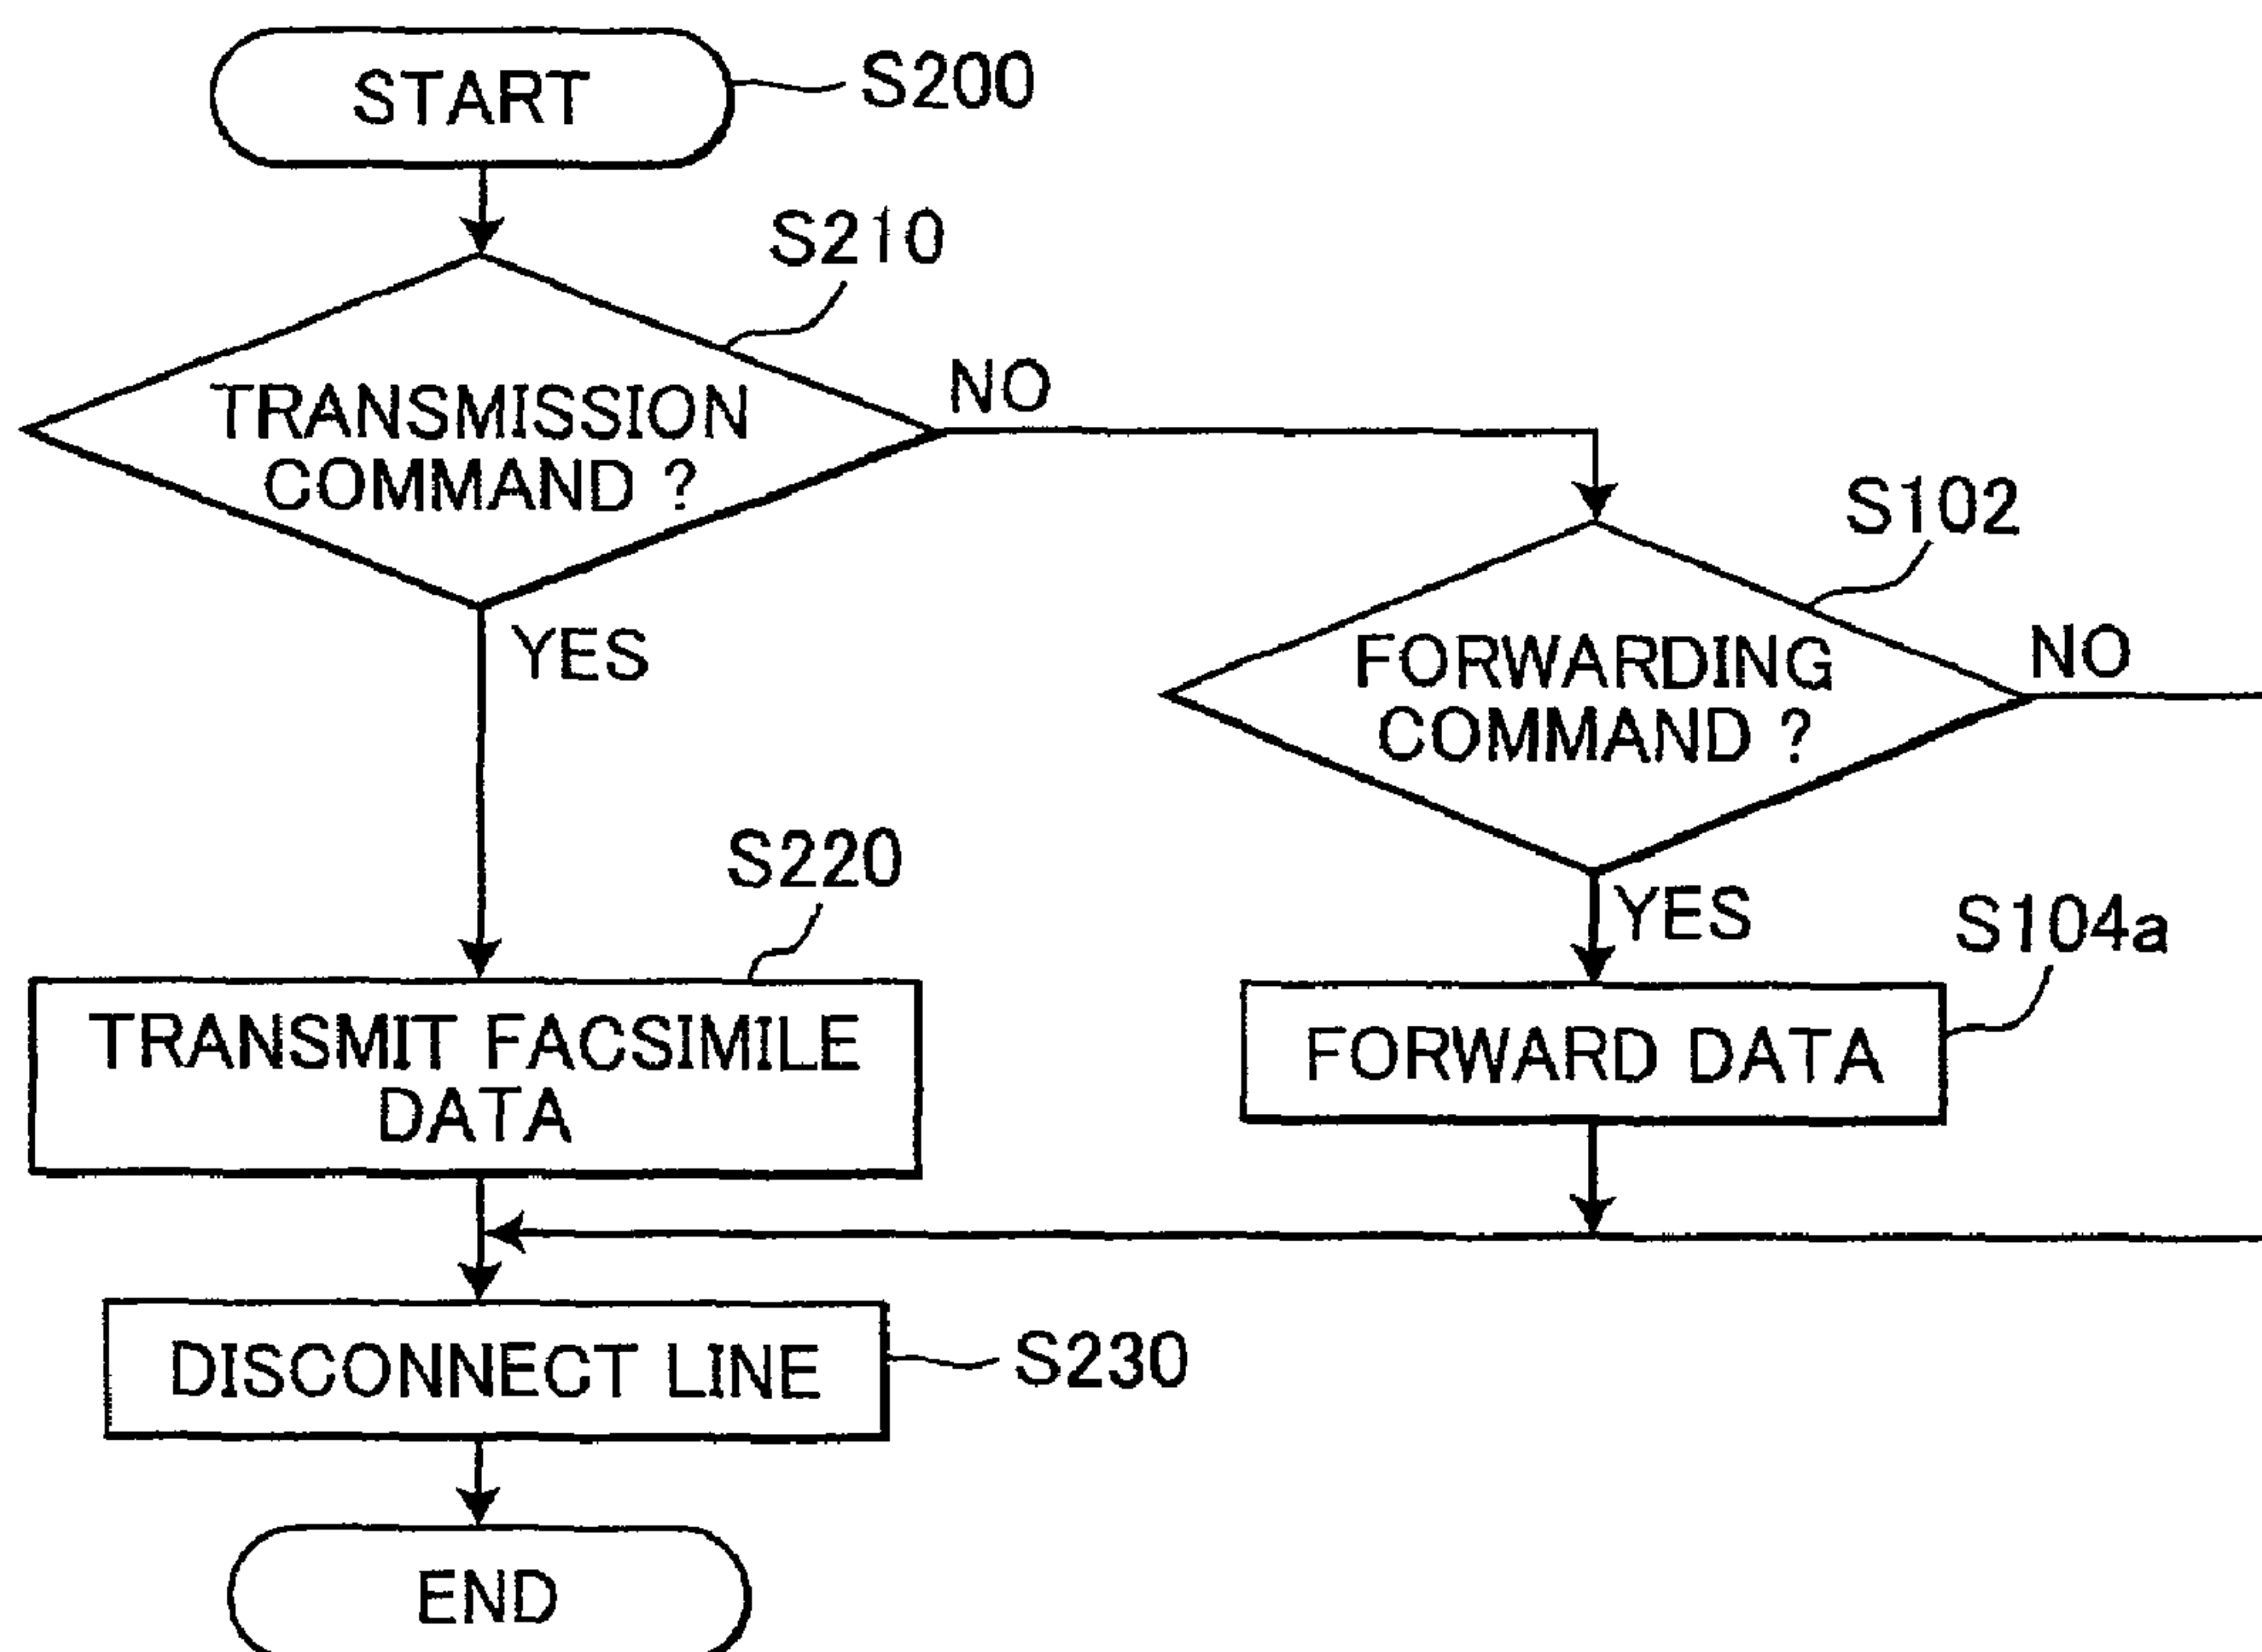 START
S200
S210
TRANSMISSION
COMMAND ?
NO
YES
S102
FORWARDING
COMMAND ?
NO
YES
S220
TRANSMIT FACSIMILE
DATA
S104a
FORWARD DATA
DISCONNECT LINE
S230
END